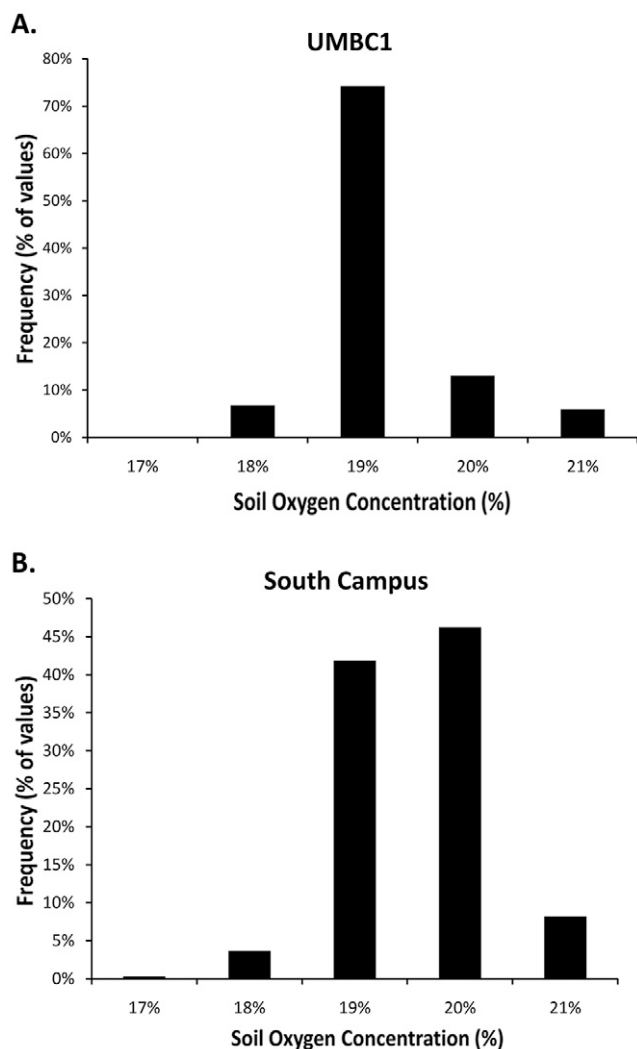 A.
UMBC1
Frequency (% of values)
80%
70%
60%
50%
40%
30%
20%
10%
0%
17% 18% 19% 20% 21%
Soil Oxygen Concentration (%)
B.
South Campus
Frequency (% of values)
50%
45%
40%
35%
30%
25%
20%
15%
10%
5%
0%
17% 18% 19% 20% 21%
Soil Oxygen Concentration (%)